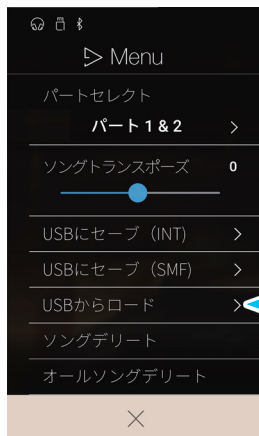 Menu
パートセレクト
パート 1 & 2
ソングトランスポーズ 0
USBにセーブ（INT）
USBにセーブ（SMF)
USBからロード
ソングデリート
オールソングデリート